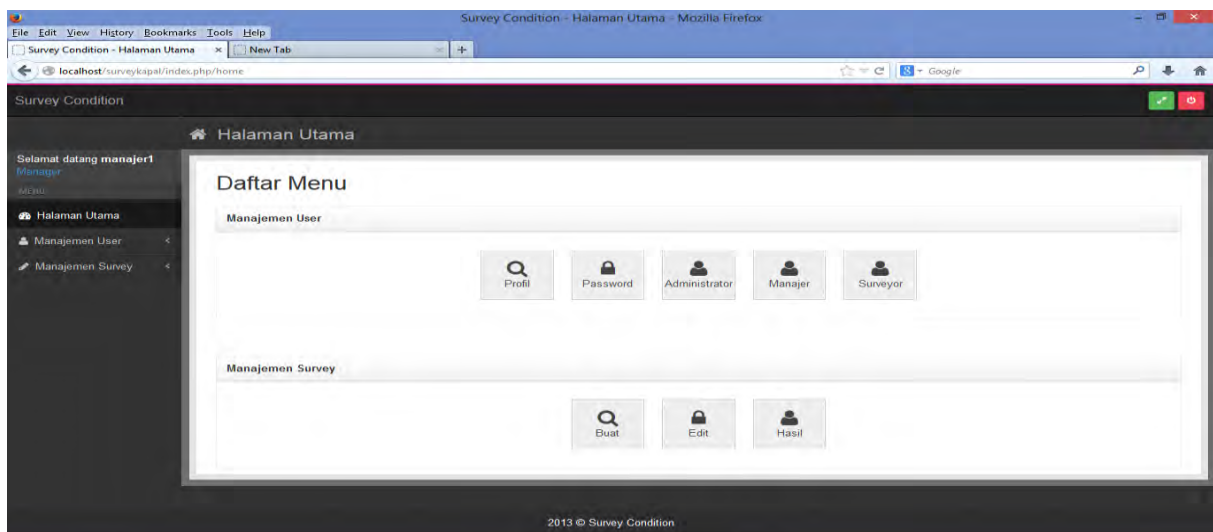 Survey Condition - Halaman Utama - Mozilla Firefox
File Edit View History Bookmarks Tools Help
Survey Condition - Halaman Utama × New Tab
localhost/surveykapal/index.php/home
Google
Survey Condition
Halaman Utama
Selamat datang manajer1
Manager
MENU
Halaman Utama
Manajemen User
Manajemen Survey
Daftar Menu
Manajemen User
Profil Password Administrator Manajer Surveyor
Manajemen Survey
Buat Edit Hasil
2013 © Survey Condition